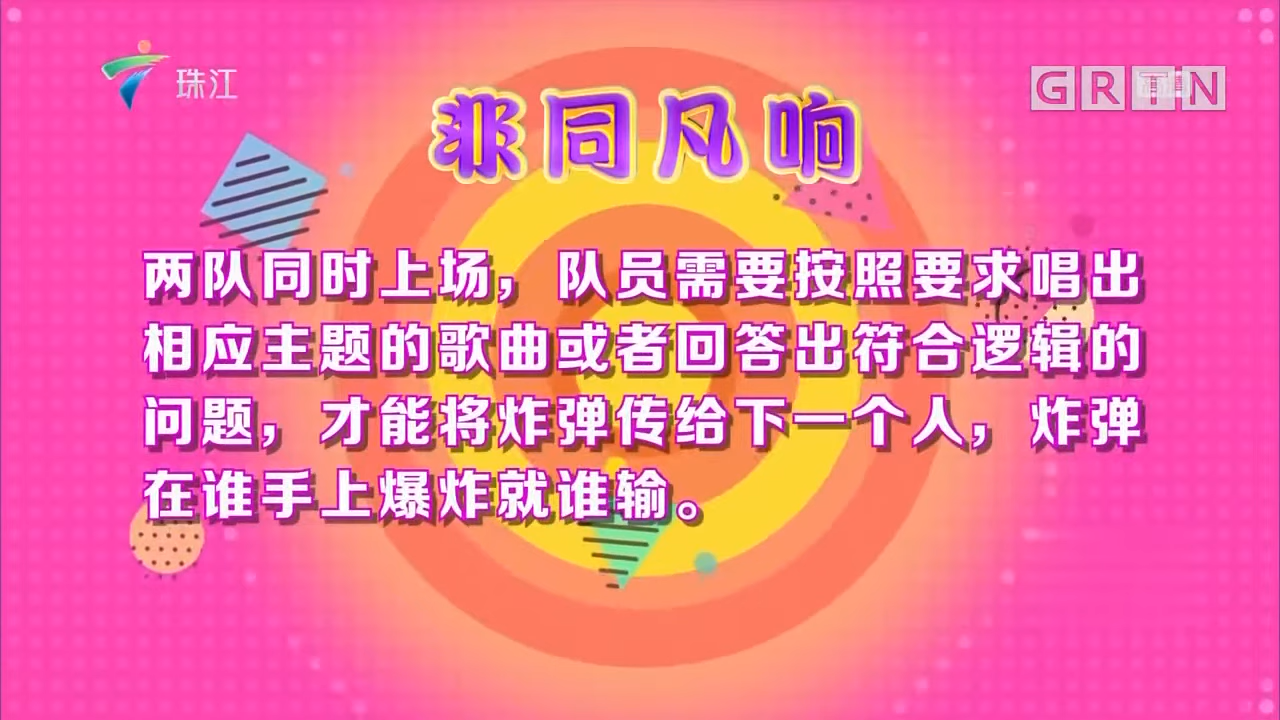 珠江
GRTN
非同凡响
两队同时上场，队员需要按照要求唱出
相应主题的歌曲或者回答出符合逻辑的
问题，才能将炸弹传给下一个人，炸弹
在谁手上爆炸就谁输。